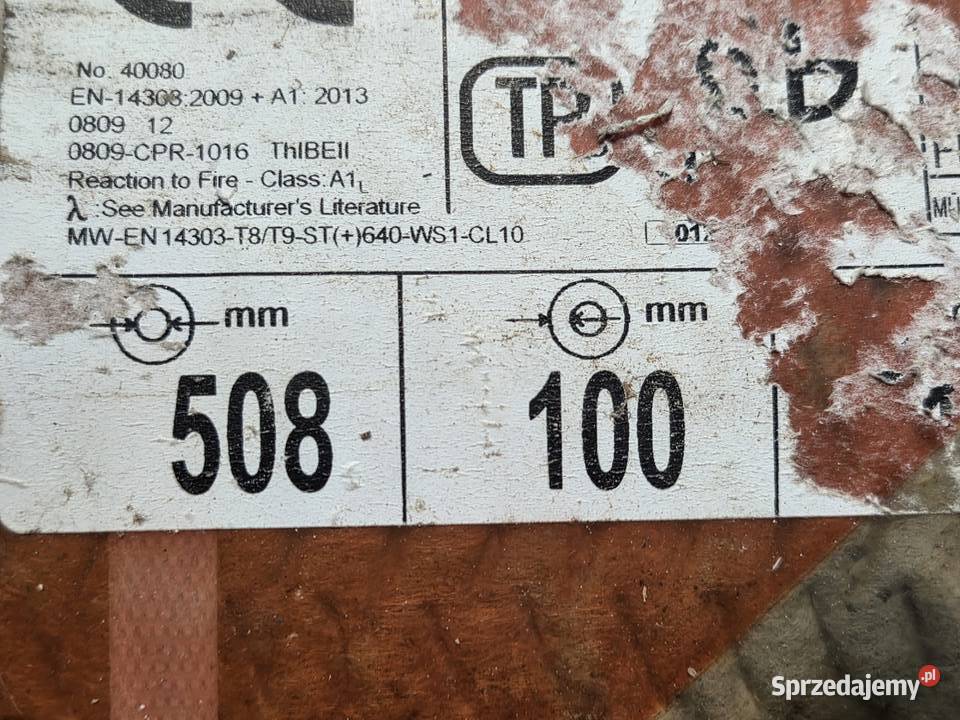 No. 40080
EN-14303:2009 + A1: 2013
0809 12
0809-CPR-1016 ThIBEII
Reaction to Fire - Class: A1L
λ :See Manufacturer's Literature
MW-EN 14303-T8/T9-ST(+)640-WS1-CL10
mm
508
mm
100
Sprzedajemy.pl